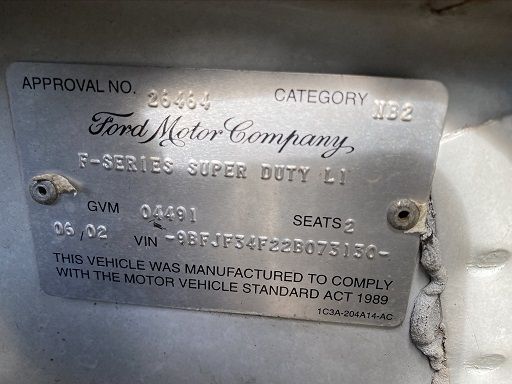 APPROVAL NO. 26464 CATEGORY NB2
Ford Motor Company
F-SERIES SUPER DUTY L1
GVM 04491 SEATS 2
06/02 VIN -9BFJF34F22B073130-
THIS VEHICLE WAS MANUFACTURED TO COMPLY
WITH THE MOTOR VEHICLE STANDARD ACT 1989
1C3A-204A14-AC